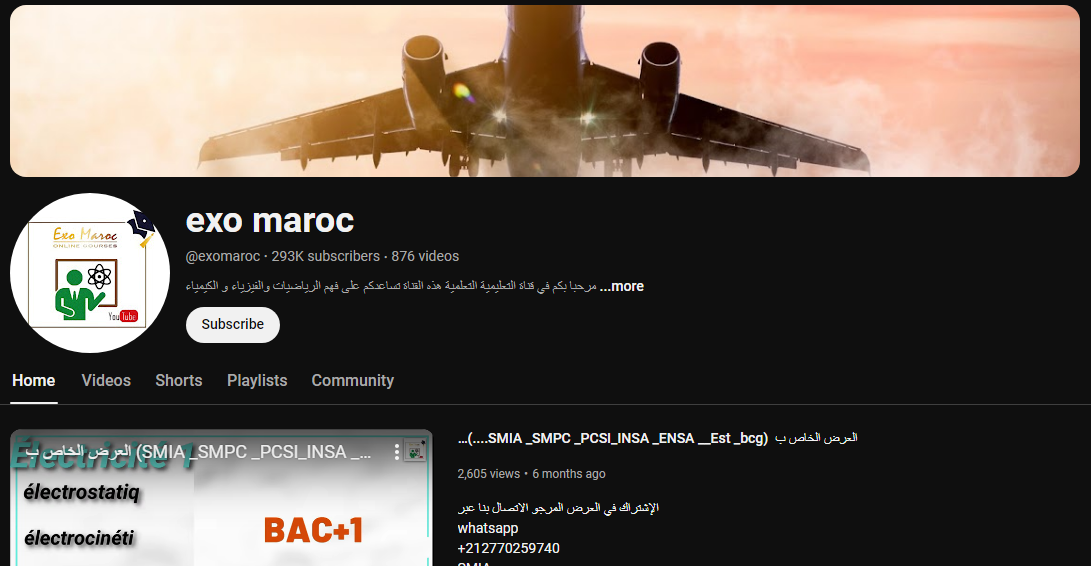 Exo Maroc
ONLINE COURSES
YouTube
exo maroc
@exomaroc · 293K subscribers · 876 videos
مرحبا بكم في قناة التعليمية التعلمية هذه القناة تساعدكم على فهم الرياضيات والفيزياء و الكيمياء ...more
Subscribe
Home Videos Shorts Playlists Community
Électricité 1
العرض الخاص ب (SMIA _SMPC _PCSI_INSA _...
électrostatiq
électrocinéti
BAC+1
العرض الخاص ب (SMIA _SMPC _PCSI_INSA _ENSA __Est _bcg....)...
2,605 views · 6 months ago
الإشتراك في العرض المرجو الاتصال بنا عبر
whatsapp
+212770259740